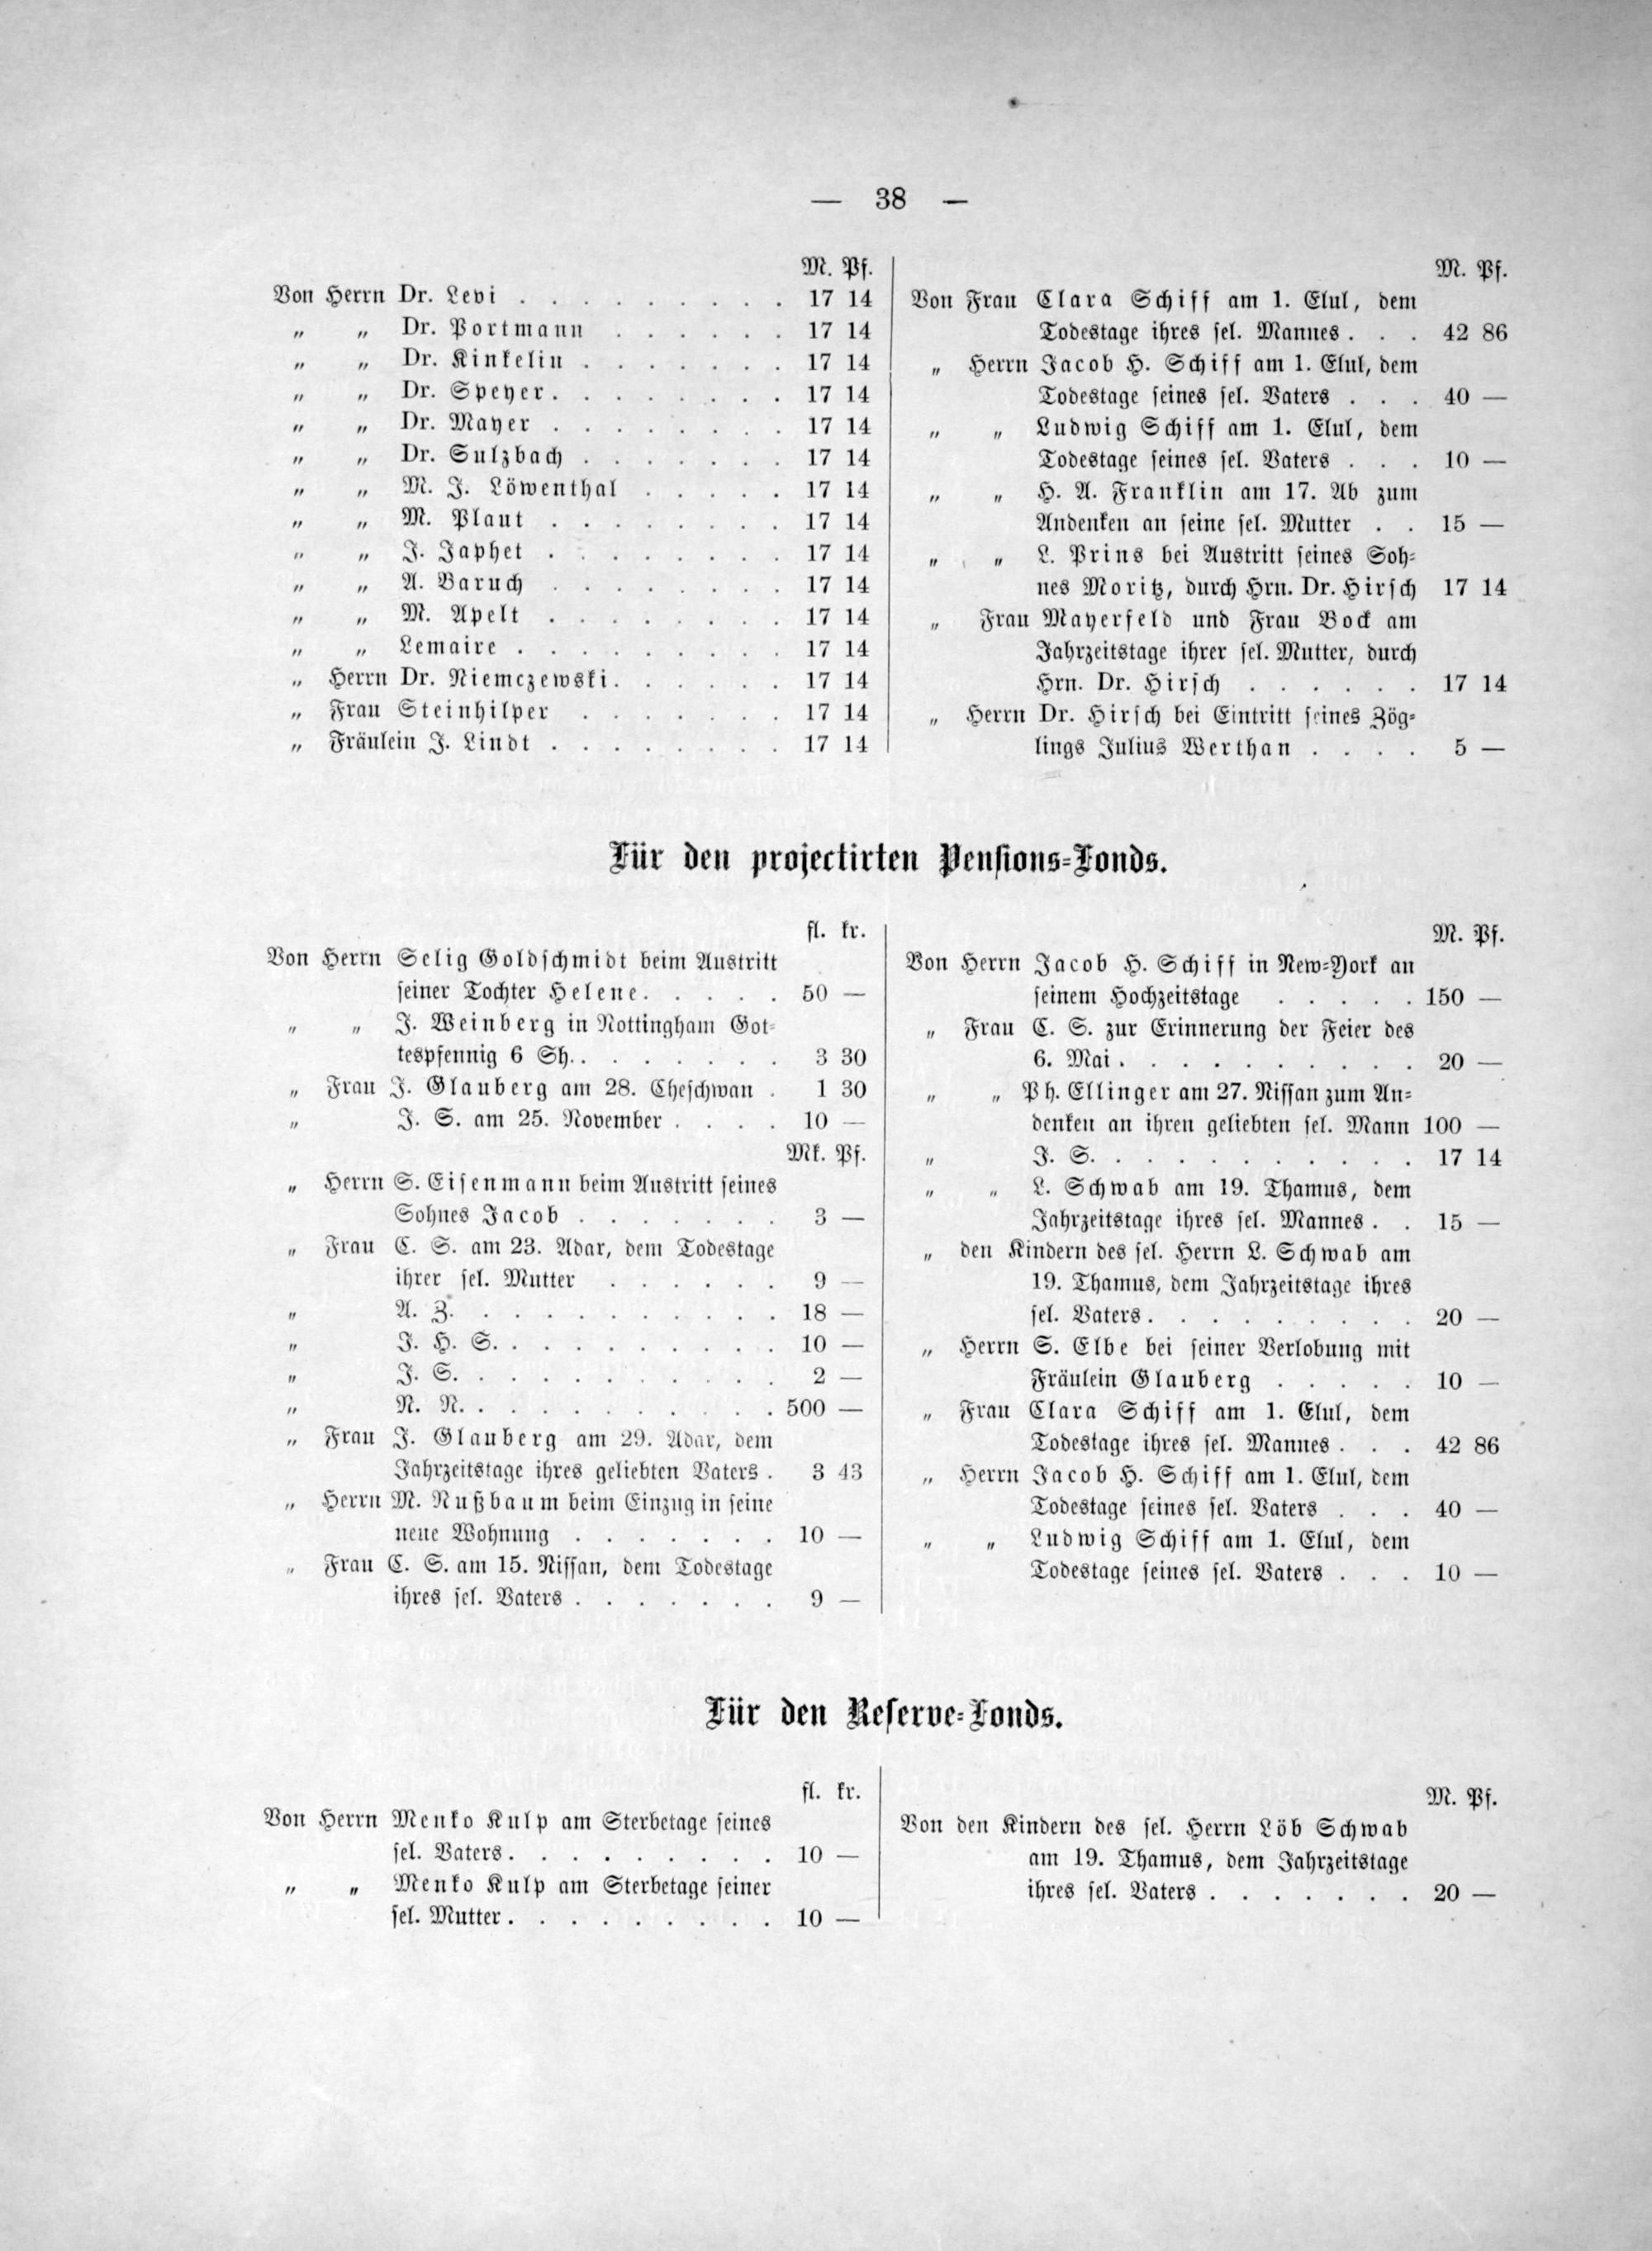 — 38 —
M. Pf.
Von Herrn Dr. Levi . . . . . . . . . 17 14
„ „ Dr. Portmann . . . . . . 17 14
„ „ Dr. Kinkelin . . . . . . . 17 14
„ „ Dr. Speyer. . . . . . . . 17 14
„ „ Dr. Mayer . . . . . . . . 17 14
„ „ Dr. Sulzbach . . . . . . . 17 14
„ „ M. J. Löwenthal . . . . . 17 14
„ „ M. Plaut . . . . . . . . 17 14
„ „ J. Japhet . . . . . . . . 17 14
„ „ A. Baruch . . . . . . . . 17 14
„ „ M. Apelt . . . . . . . . 17 14
„ „ Lemaire . . . . . . . . . 17 14
„ Herrn Dr. Niemczewski. . . . . . 17 14
„ Frau Steinhilper . . . . . . . 17 14
„ Fräulein J. Lindt . . . . . . . . 17 14
M. Pf.
Von Frau Clara Schiff am 1. Elul, dem
Todestage ihres sel. Mannes . . . 42 86
„ Herrn Jacob H. Schiff am 1. Elul, dem
Todestage seines sel. Vaters . . . 40 —
„ „ Ludwig Schiff am 1. Elul, dem
Todestage seines sel. Vaters . . . 10 —
„ „ H. A. Franklin am 17. Ab zum
Andenken an seine sel. Mutter . . 15 —
„ „ L. Prins bei Austritt seines Soh-
nes Moritz, durch Hrn. Dr. Hirsch 17 14
„ Frau Mayerfeld und Frau Bock am
Jahrzeitstage ihrer sel. Mutter, durch
Hrn. Dr. Hirsch . . . . . . 17 14
„ Herrn Dr. Hirsch bei Eintritt seines Zög-
lings Julius Werthan . . . . 5 —
Für den projectirten Pensions-Fonds.
fl. kr.
Von Herrn Selig Goldschmidt beim Austritt
seiner Tochter Helene. . . . . 50 —
„ „ J. Weinberg in Nottingham Got-
tespfennig 6 Sh. . . . . . . 3 30
„ Frau J. Glauberg am 28. Cheschwan . 1 30
„ J. S. am 25. November . . . . 10 —
Mk. Pf.
„ Herrn S. Eisenmann beim Austritt seines
Sohnes Jacob . . . . . . . 3 —
„ Frau C. S. am 23. Adar, dem Todestage
ihrer sel. Mutter . . . . . . 9 —
„ A. Z. . . . . . . . . . . 18 —
„ J. H. S. . . . . . . . . . 10 —
„ J. S. . . . . . . . . . . 2 —
„ N. N. . . . . . . . . . . 500 —
„ Frau J. Glauberg am 29. Adar, dem
Jahrzeitstage ihres geliebten Vaters . 3 43
„ Herrn M. Nußbaum beim Einzug in seine
neue Wohnung . . . . . . . 10 —
„ Frau C. S. am 15. Nissan, dem Todestage
ihres sel. Vaters . . . . . . . 9 —
M. Pf.
Von Herrn Jacob H. Schiff in New-York an
seinem Hochzeitstage . . . . . 150 —
„ Frau C. S. zur Erinnerung der Feier des
6. Mai . . . . . . . . . . 20 —
„ „ Ph. Ellinger am 27. Nissan zum An-
denken an ihren geliebten sel. Mann 100 —
„ J. S. . . . . . . . . . . 17 14
„ „ L. Schwab am 19. Thamus, dem
Jahrzeitstage ihres sel. Mannes . . 15 —
„ den Kindern des sel. Herrn L. Schwab am
19. Thamus, dem Jahrzeitstage ihres
sel. Vaters . . . . . . . . . 20 —
„ Herrn S. Elbe bei seiner Verlobung mit
Fräulein Glauberg . . . . . 10 —
„ Frau Clara Schiff am 1. Elul, dem
Todestage ihres sel. Mannes . . . 42 86
„ Herrn Jacob H. Schiff am 1. Elul, dem
Todestage seines sel. Vaters . . . 40 —
„ „ Ludwig Schiff am 1. Elul, dem
Todestage seines sel. Vaters . . . 10 —
Für den Reserve-Fonds.
fl. kr.
Von Herrn Menko Kulp am Sterbetage seines
sel. Vaters . . . . . . . . . 10 —
„ „ Menko Kulp am Sterbetage seiner
sel. Mutter . . . . . . . . . 10 —
M. Pf.
Von den Kindern des sel. Herrn Löb Schwab
am 19. Thamus, dem Jahrzeitstage
ihres sel. Vaters . . . . . . . 20 —